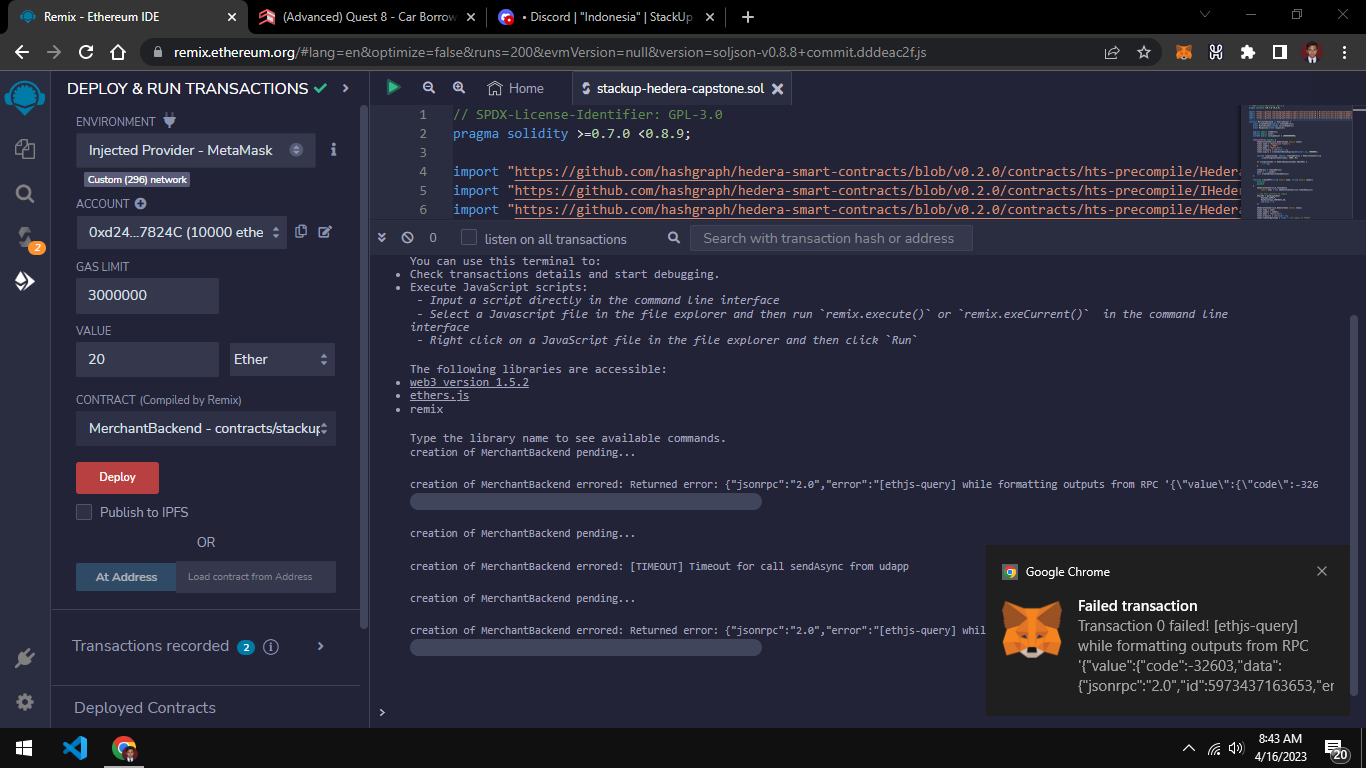 Remix - Ethereum IDE
(Advanced) Quest 8 - Car Borrow
• Discord | "Indonesia" | StackUp
remix.ethereum.org/#lang=en&optimize=false&runs=200&evmVersion=null&version=soljson-v0.8.8+commit.dddeac2f.js
DEPLOY & RUN TRANSACTIONS
ENVIRONMENT
Injected Provider - MetaMask
Custom (296) network
ACCOUNT
0xd24...7824C (10000 ethe
2
GAS LIMIT
3000000
VALUE
20
Ether
CONTRACT (Compiled by Remix)
MerchantBackend - contracts/stackup
Deploy
Publish to IPFS
OR
At Address
Load contract from Address
Transactions recorded 2
Deployed Contracts
Home
stackup-hedera-capstone.sol
1 // SPDX-License-Identifier: GPL-3.0
2 pragma solidity >=0.7.0 <0.8.9;
3
4 import "https://github.com/hashgraph/hedera-smart-contracts/blob/v0.2.0/contracts/hts-precompile/Hedera
5 import "https://github.com/hashgraph/hedera-smart-contracts/blob/v0.2.0/contracts/hts-precompile/IHeder
6 import "https://github.com/hashgraph/hedera-smart-contracts/blob/v0.2.0/contracts/hts-precompile/Hedera
0
listen on all transactions
Search with transaction hash or address
You can use this terminal to:
• Check transactions details and start debugging.
• Execute JavaScript scripts:
- Input a script directly in the command line interface
- Select a Javascript file in the file explorer and then run `remix.execute()` or `remix.exeCurrent()` in the command line
interface
- Right click on a JavaScript file in the file explorer and then click `Run`
The following libraries are accessible:
• web3 version 1.5.2
• ethers.js
• remix
Type the library name to see available commands.
creation of MerchantBackend pending...
creation of MerchantBackend errored: Returned error: {"jsonrpc":"2.0","error":"[ethjs-query] while formatting outputs from RPC '{\"value\":{\"code\":-326
creation of MerchantBackend pending...
creation of MerchantBackend errored: [TIMEOUT] Timeout for call sendAsync from udapp
creation of MerchantBackend pending...
creation of MerchantBackend errored: Returned error: {"jsonrpc":"2.0","error":"[ethjs-query] whil
>
Google Chrome
Failed transaction
Transaction 0 failed! [ethjs-query]
while formatting outputs from RPC
'{"value":{"code":-32603,"data":
{"jsonrpc":"2.0","id":5973437163653,"er
8:43 AM
4/16/2023
20